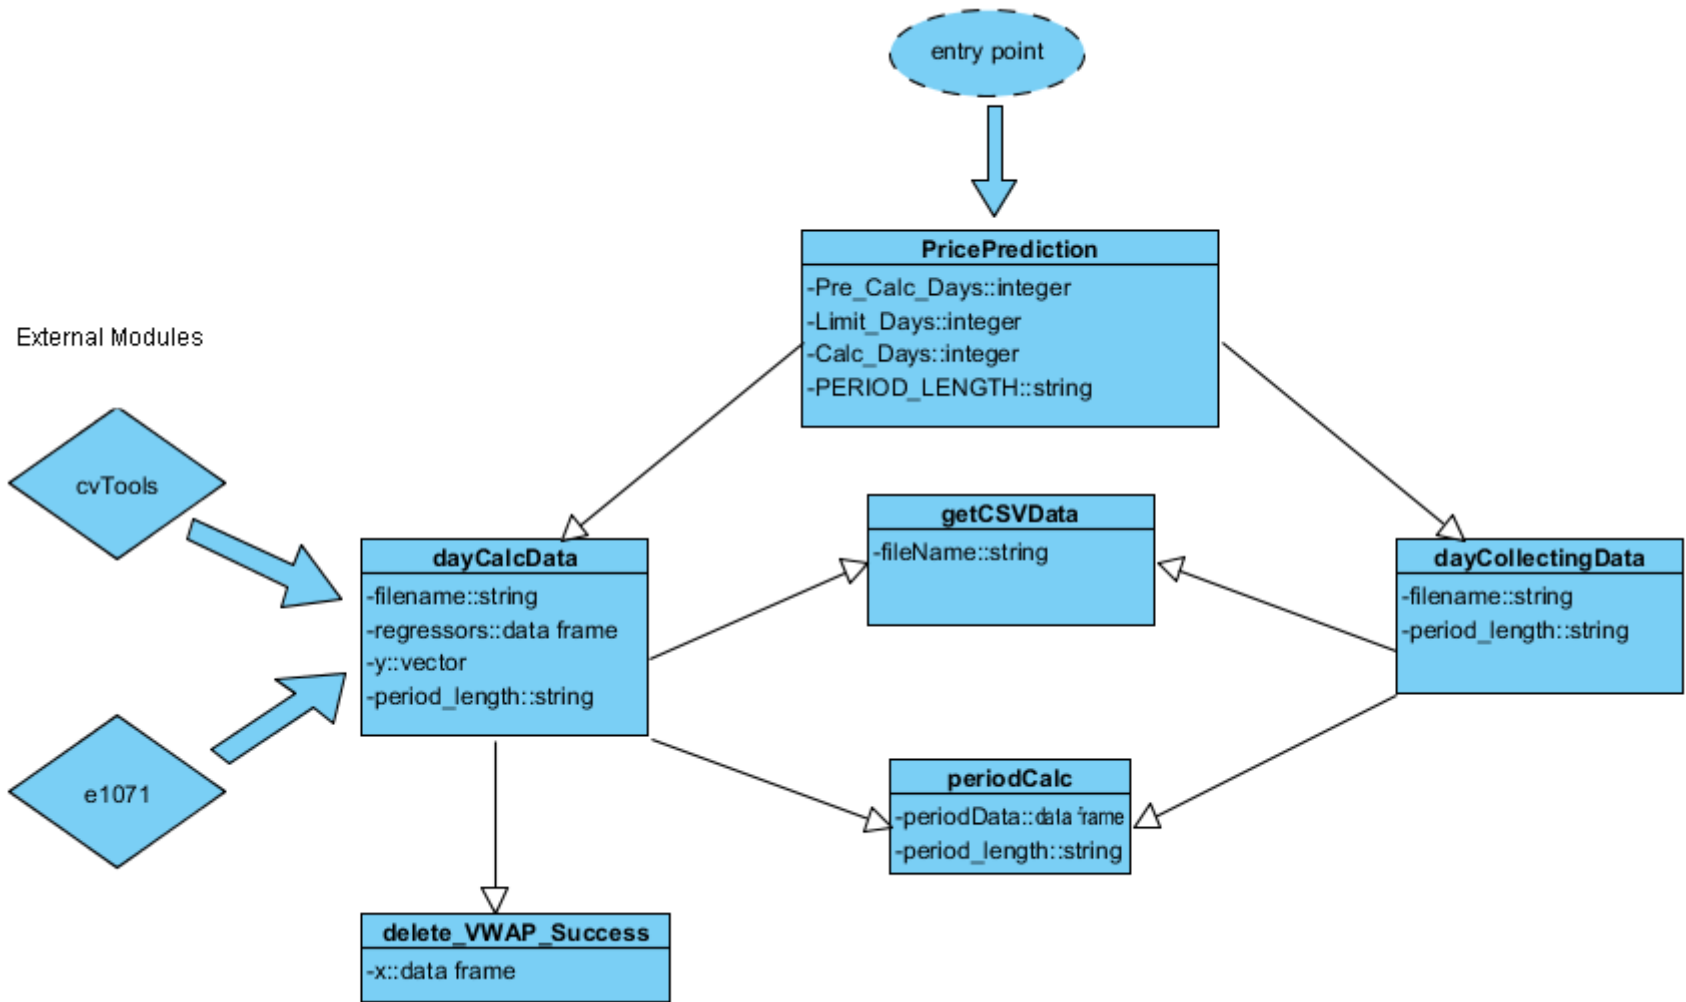 entry point
PricePrediction
-Pre_Calc_Days::integer
-Limit_Days::integer
-Calc_Days::integer
-PERIOD_LENGTH::string
External Modules
cvTools
e1071
dayCalcData
-filename::string
-regressors::data frame
-y::vector
-period_length::string
getCSVData
-fileName::string
dayCollectingData
-filename::string
-period_length::string
periodCalc
-periodData::data frame
-period_length::string
delete_VWAP_Success
-x::data frame